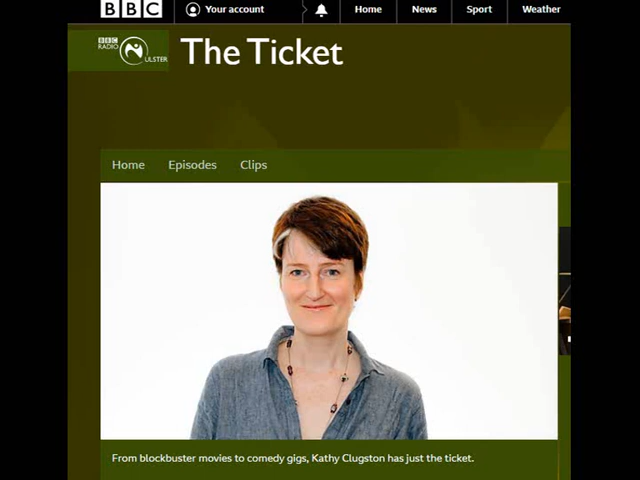 BBC Your account Home News Sport Weather
BBC
RADIO
ULSTER
The Ticket
Home Episodes Clips
From blockbuster movies to comedy gigs, Kathy Clugston has just the ticket.